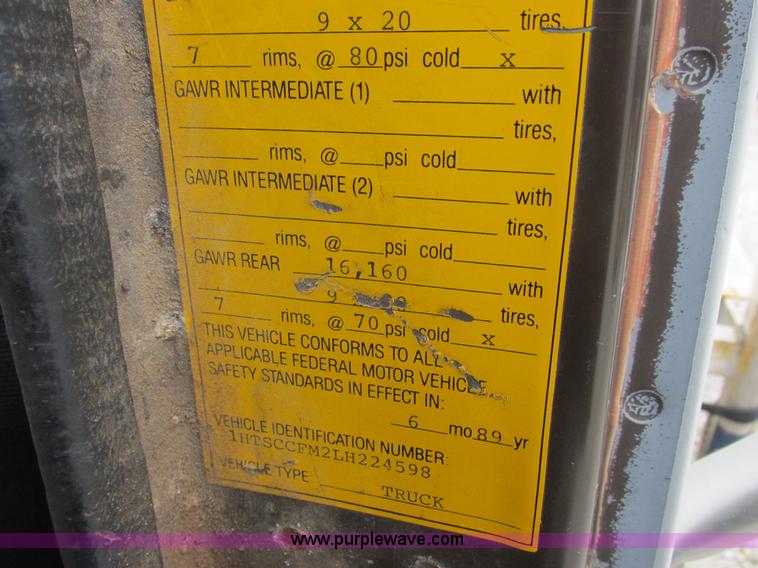 9 x 20 tires,
7 rims, @ 80 psi cold x
GAWR INTERMEDIATE (1) with
tires,
rims, @ psi cold
GAWR INTERMEDIATE (2) with
tires,
rims, @ psi cold
GAWR REAR 16,160 with
9 tires,
7 rims, @ 70 psi cold x
THIS VEHICLE CONFORMS TO ALL
APPLICABLE FEDERAL MOTOR VEHICLE
SAFETY STANDARDS IN EFFECT IN:
6 mo 89 yr
VEHICLE IDENTIFICATION NUMBER:
1HTSCCFM2LH224598
VEHICLE TYPE TRUCK
www.purplewave.com